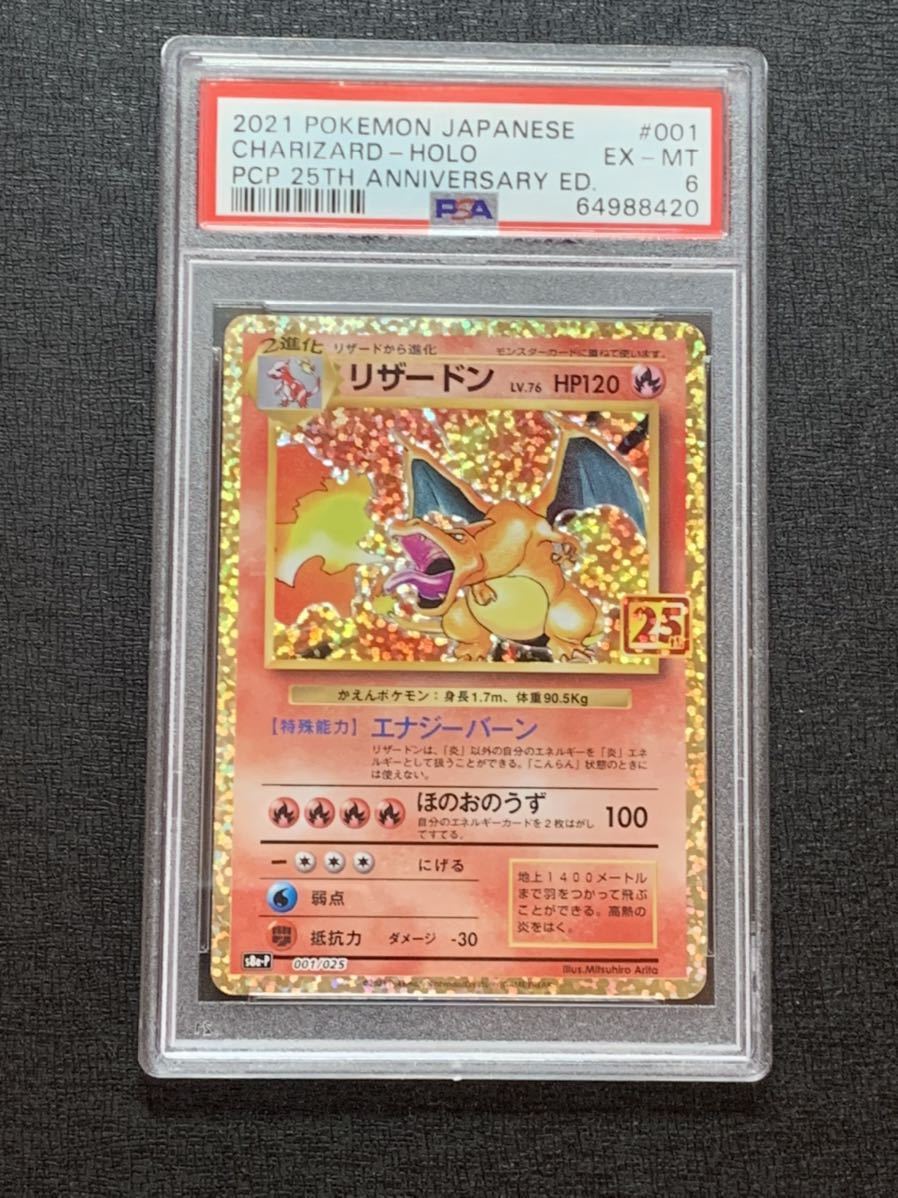 2021 POKEMON JAPANESE #001
CHARIZARD-HOLO EX-MT
PCP 25TH ANNIVERSARY ED. 6
PSA 64988420
2進化 リザードから進化 モンスターカードに重ねて使います。
リザードン LV.76 HP120
25
かえんポケモン:身長1.7m、体重90.5Kg
【特殊能力】エナジーバーン
リザードンは、「炎」以外の自分のエネルギーを「炎」エネ
ルギーとして扱うことができる。「こんらん」状態のときに
は使えない。
ほのおのうず 100
自分のエネルギーカードを2枚はがし
てすてる。
にげる
弱点
抵抗力 ダメージ -30
地上1400メートル
まで羽をつかって飛ぶ
ことができる。高熱の
炎をはく。
s8a-P 001/025
Illus.Mitsuhiro Arita